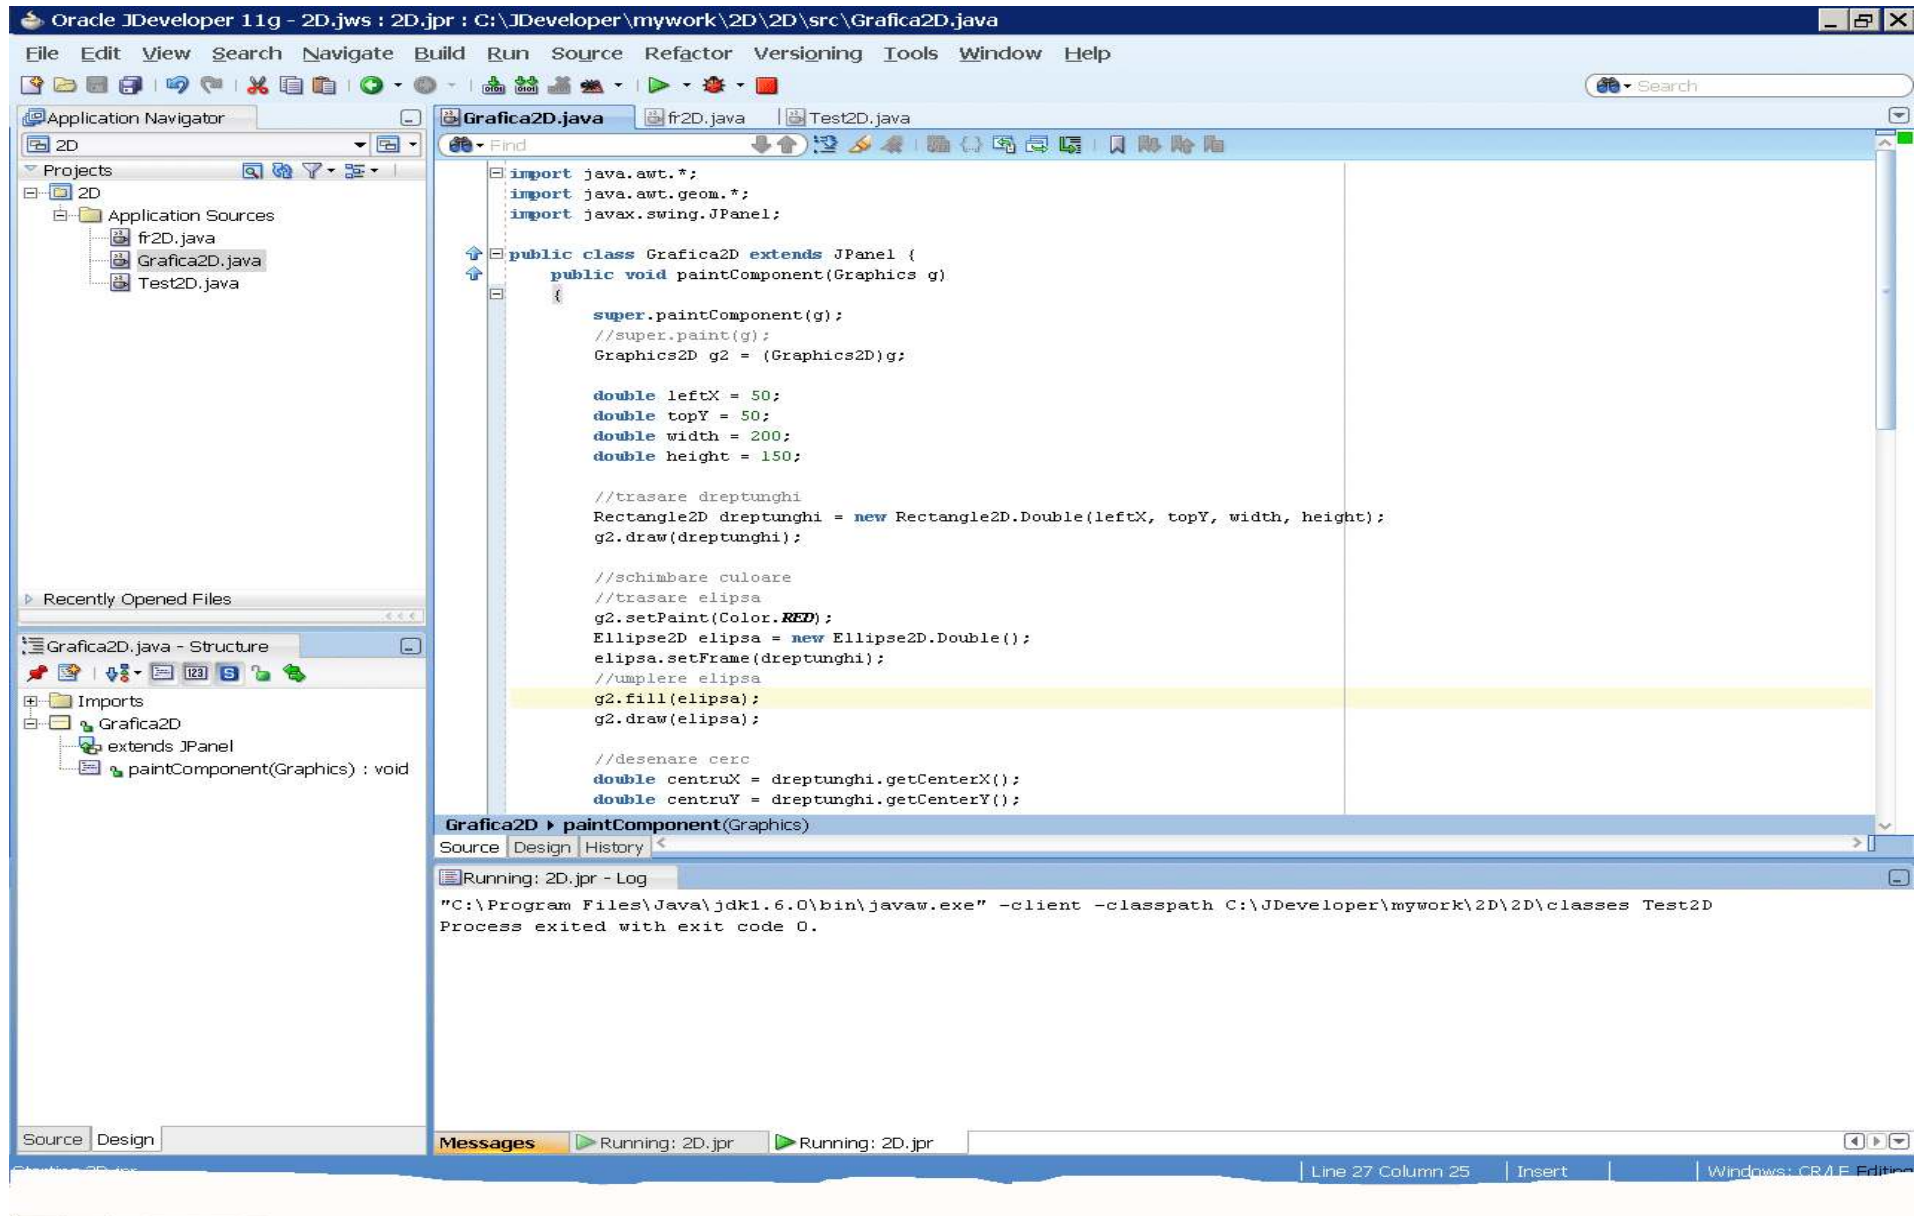 Oracle JDeveloper 11g - 2D.jws : 2D.jpr : C:\JDeveloper\mywork\2D\2D\src\Grafica2D.java
File Edit View Search Navigate Build Run Source Refactor Versioning Tools Window Help
Search
Application Navigator
2D
Projects
2D
Application Sources
fr2D.java
Grafica2D.java
Test2D.java
Recently Opened Files
Grafica2D.java - Structure
Imports
Grafica2D
extends JPanel
paintComponent(Graphics) : void
Source Design
Grafica2D.java fr2D.java Test2D.java
Find
import java.awt.*;
import java.awt.geom.*;
import javax.swing.JPanel;
public class Grafica2D extends JPanel {
public void paintComponent(Graphics g)
{
super.paintComponent(g);
//super.paint(g);
Graphics2D g2 = (Graphics2D)g;
double leftX = 50;
double topY = 50;
double width = 200;
double height = 150;
//trasare dreptunghi
Rectangle2D dreptunghi = new Rectangle2D.Double(leftX, topY, width, height);
g2.draw(dreptunghi);
//schimbare culoare
//trasare elipsa
g2.setPaint(Color.RED);
Ellipse2D elipsa = new Ellipse2D.Double();
elipsa.setFrame(dreptunghi);
//umplere elipsa
g2.fill(elipsa);
g2.draw(elipsa);
//desenare cerc
double centruX = dreptunghi.getCenterX();
double centruY = dreptunghi.getCenterY();
Grafica2D paintComponent(Graphics)
Source Design History
Running: 2D.jpr - Log
"C:\Program Files\Java\jdk1.6.0\bin\javaw.exe" -client -classpath C:\JDeveloper\mywork\2D\2D\classes Test2D
Process exited with exit code 0.
Messages Running: 2D.jpr Running: 2D.jpr
Line 27 Column 25 Insert Windows: CR/LF Editing